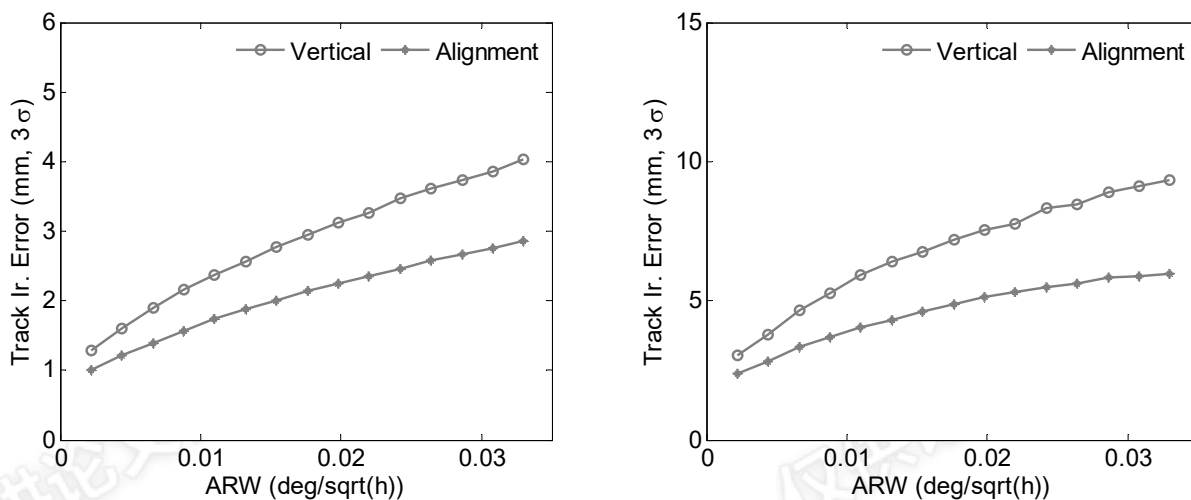 6
5
4
3
2
1
0
Track Ir. Error (mm, 3σ)
Vertical
Alignment
0
0.01
0.02
0.03
ARW (deg/sqrt(h))
15
10
5
0
Track Ir. Error (mm, 3σ)
Vertical
Alignment
0
0.01
0.02
0.03
ARW (deg/sqrt(h))